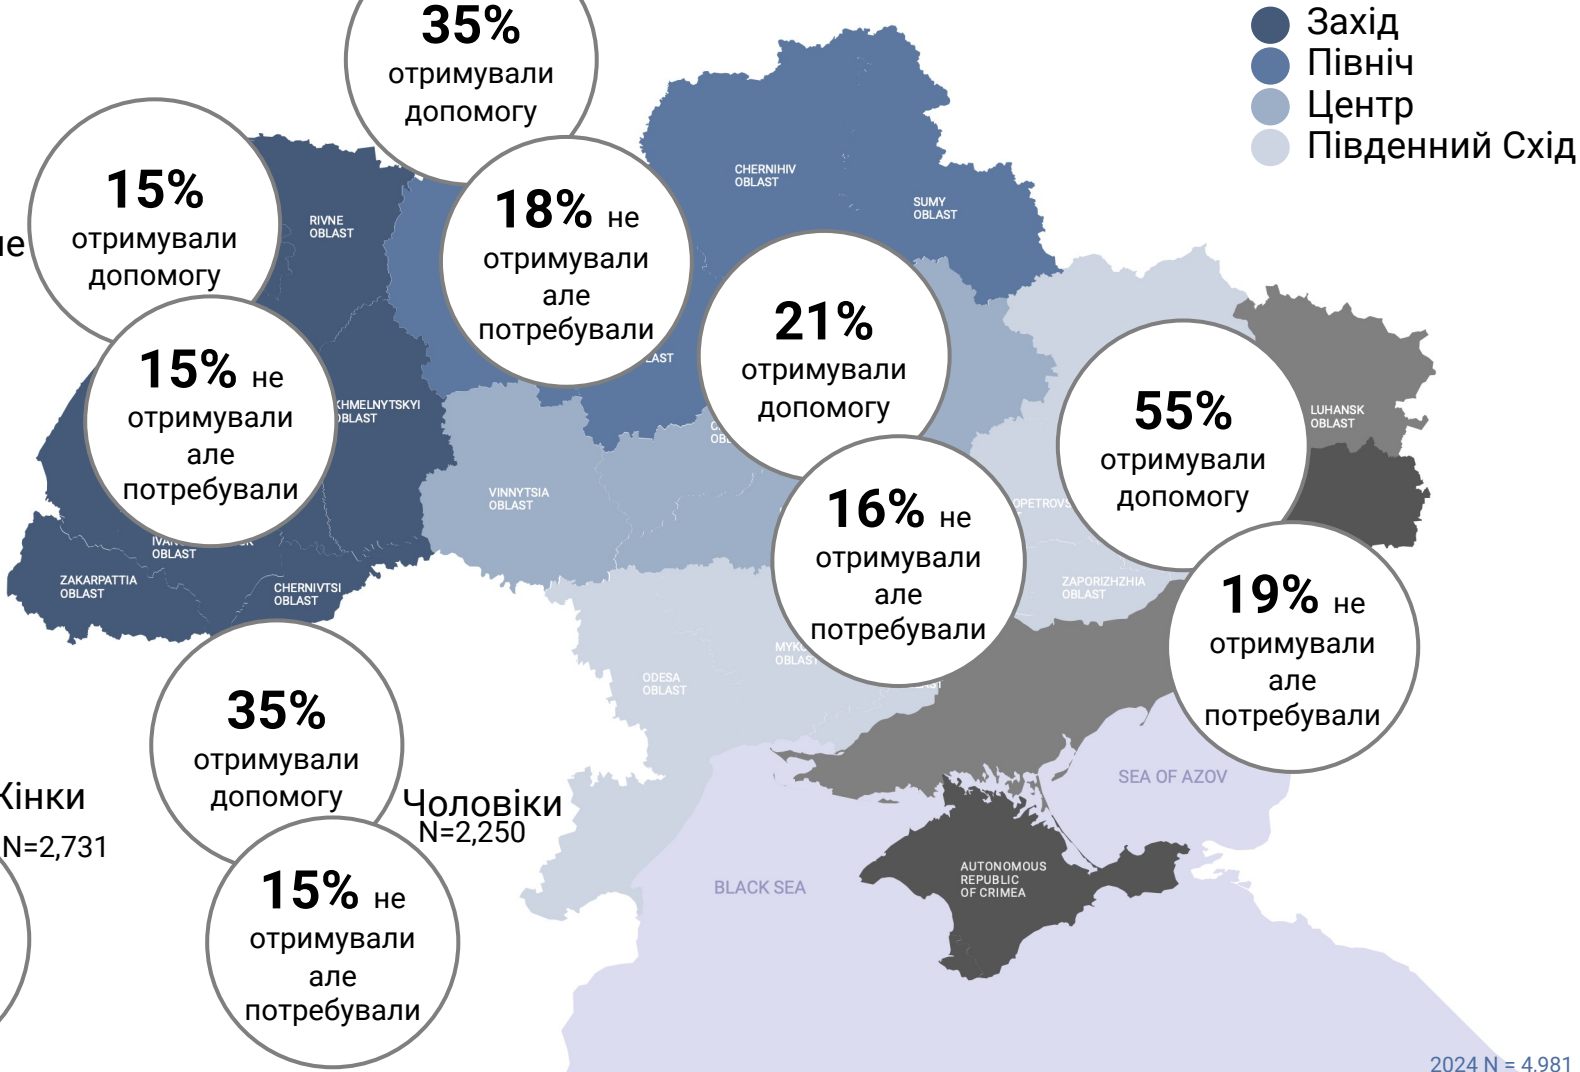 Захід
Північ
Центр
Південний Схід
35%
отримували
допомогу
15%
отримували
допомогу
18% не
отримували
але
потребували
15% не
отримували
але
потребували
21%
отримували
допомогу
16% не
отримували
але
потребували
55%
отримували
допомогу
19% не
отримували
але
потребували
35%
отримували
допомогу
15% не
отримували
але
потребували
Чоловіки
N=2,250
N=2,731
RIVNE
OBLAST
CHERNIHIV
OBLAST
SUMY
OBLAST
KHMELNYTSKYI
OBLAST
VINNYTSIA
OBLAST
LUHANSK
OBLAST
OBLAST
ZAKARPATTIA
OBLAST
CHERNIVTSI
OBLAST
ZAPORIZHZHIA
OBLAST
ODESA
OBLAST
SEA OF AZOV
BLACK SEA
AUTONOMOUS
REPUBLIC
OF CRIMEA
2024 N = 4,981